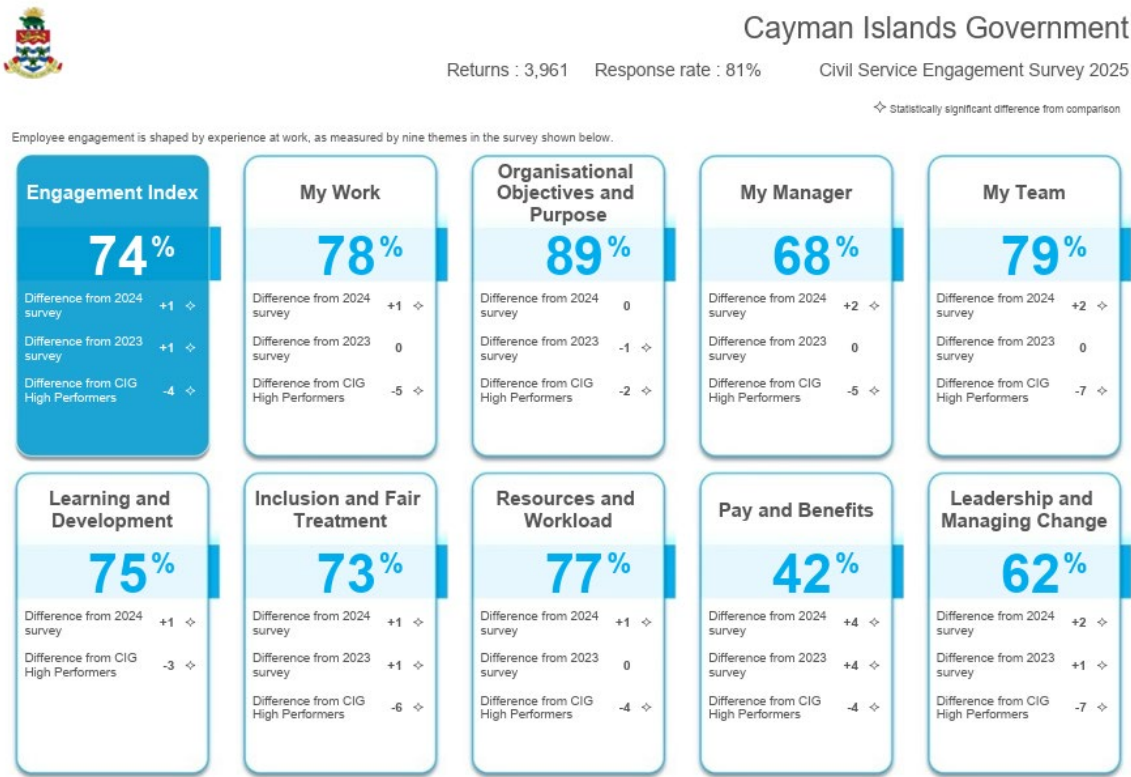 Cayman Islands Government
Returns : 3,961 Response rate : 81% Civil Service Engagement Survey 2025
✧ Statistically significant difference from comparison
Employee engagement is shaped by experience at work, as measured by nine themes in the survey shown below.
Engagement Index
74%
Difference from 2024
survey +1 ✧
Difference from 2023
survey +1 ✧
Difference from CIG
High Performers -4 ✧
My Work
78%
Difference from 2024
survey +1 ✧
Difference from 2023
survey 0
Difference from CIG
High Performers -5 ✧
Organisational
Objectives and
Purpose
89%
Difference from 2024
survey 0
Difference from 2023
survey -1 ✧
Difference from CIG
High Performers -2 ✧
My Manager
68%
Difference from 2024
survey +2 ✧
Difference from 2023
survey 0
Difference from CIG
High Performers -5 ✧
My Team
79%
Difference from 2024
survey +2 ✧
Difference from 2023
survey 0
Difference from CIG
High Performers -7 ✧
Learning and
Development
75%
Difference from 2024
survey +1 ✧
Difference from CIG
High Performers -3 ✧
Inclusion and Fair
Treatment
73%
Difference from 2024
survey +1 ✧
Difference from 2023
survey +1 ✧
Difference from CIG
High Performers -6 ✧
Resources and
Workload
77%
Difference from 2024
survey +1 ✧
Difference from 2023
survey 0
Difference from CIG
High Performers -4 ✧
Pay and Benefits
42%
Difference from 2024
survey +4 ✧
Difference from 2023
survey +4 ✧
Difference from CIG
High Performers -4 ✧
Leadership and
Managing Change
62%
Difference from 2024
survey +2 ✧
Difference from 2023
survey +1 ✧
Difference from CIG
High Performers -7 ✧